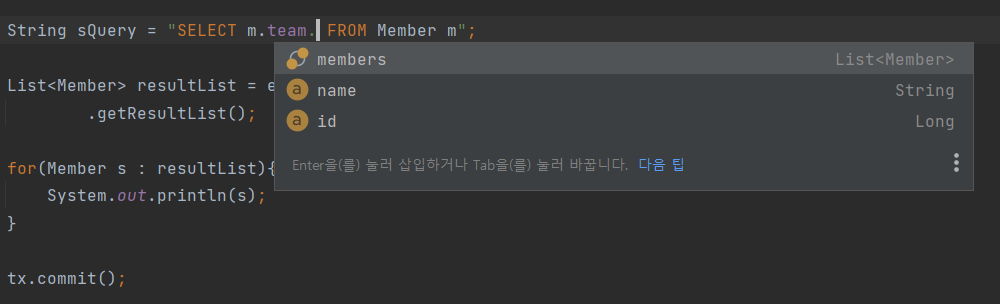 String sQuery = "SELECT m.team. FROM Member m";
members List<Member>
List<Member> resultList = e
name String
.getResultList();
id Long
for(Member s : resultList){
Enter을(를) 눌러 삽입하거나 Tab을(를) 눌러 바꿉니다. 다음 팁
System.out.println(s);
}
tx.commit();